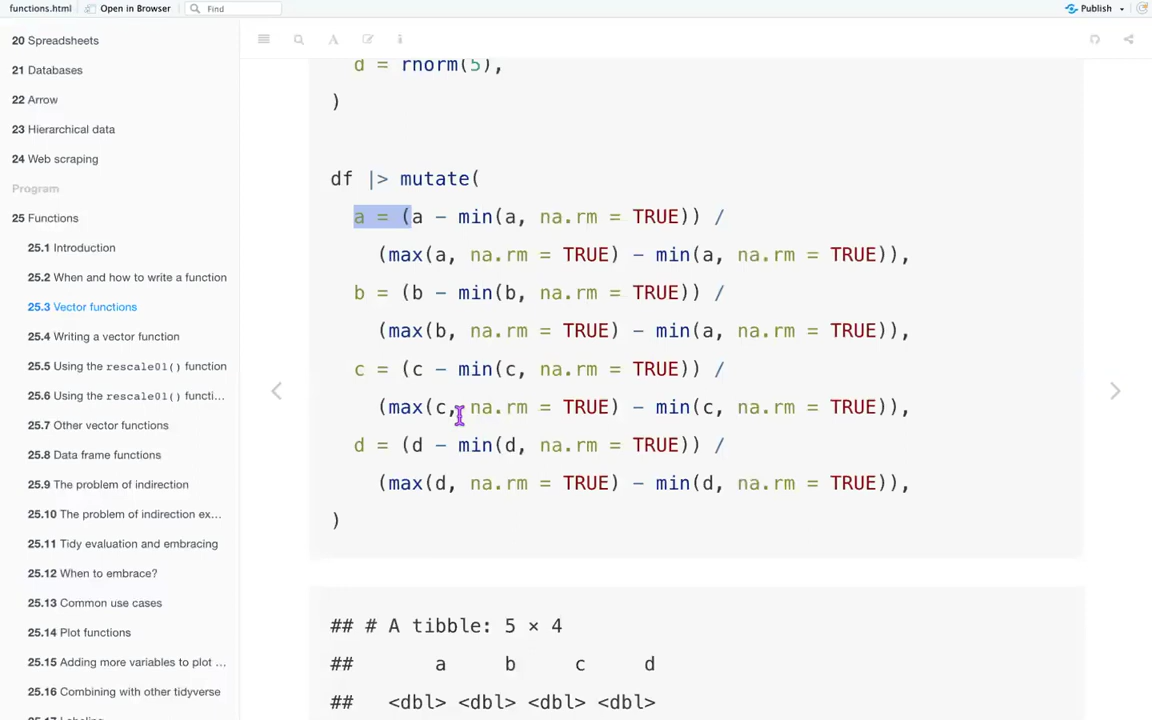 functions.html Open in Browser Find Publish
20 Spreadsheets
21 Databases
22 Arrow
23 Hierarchical data
24 Web scraping
Program
25 Functions
25.1 Introduction
25.2 When and how to write a function
25.3 Vector functions
25.4 Writing a vector function
25.5 Using the rescale01() function
25.6 Using the rescale01() functi...
25.7 Other vector functions
25.8 Data frame functions
25.9 The problem of indirection
25.10 The problem of indirection ex...
25.11 Tidy evaluation and embracing
25.12 When to embrace?
25.13 Common use cases
25.14 Plot functions
25.15 Adding more variables to plot ...
25.16 Combining with other tidyverse
25.17 Labeling
d = rnorm(5),
)
df |> mutate(
a = (a - min(a, na.rm = TRUE)) /
(max(a, na.rm = TRUE) - min(a, na.rm = TRUE)),
b = (b - min(b, na.rm = TRUE)) /
(max(b, na.rm = TRUE) - min(a, na.rm = TRUE)),
c = (c - min(c, na.rm = TRUE)) /
(max(c, na.rm = TRUE) - min(c, na.rm = TRUE)),
d = (d - min(d, na.rm = TRUE)) /
(max(d, na.rm = TRUE) - min(d, na.rm = TRUE)),
)
## # A tibble: 5 × 4
## a b c d
## <dbl> <dbl> <dbl> <dbl>